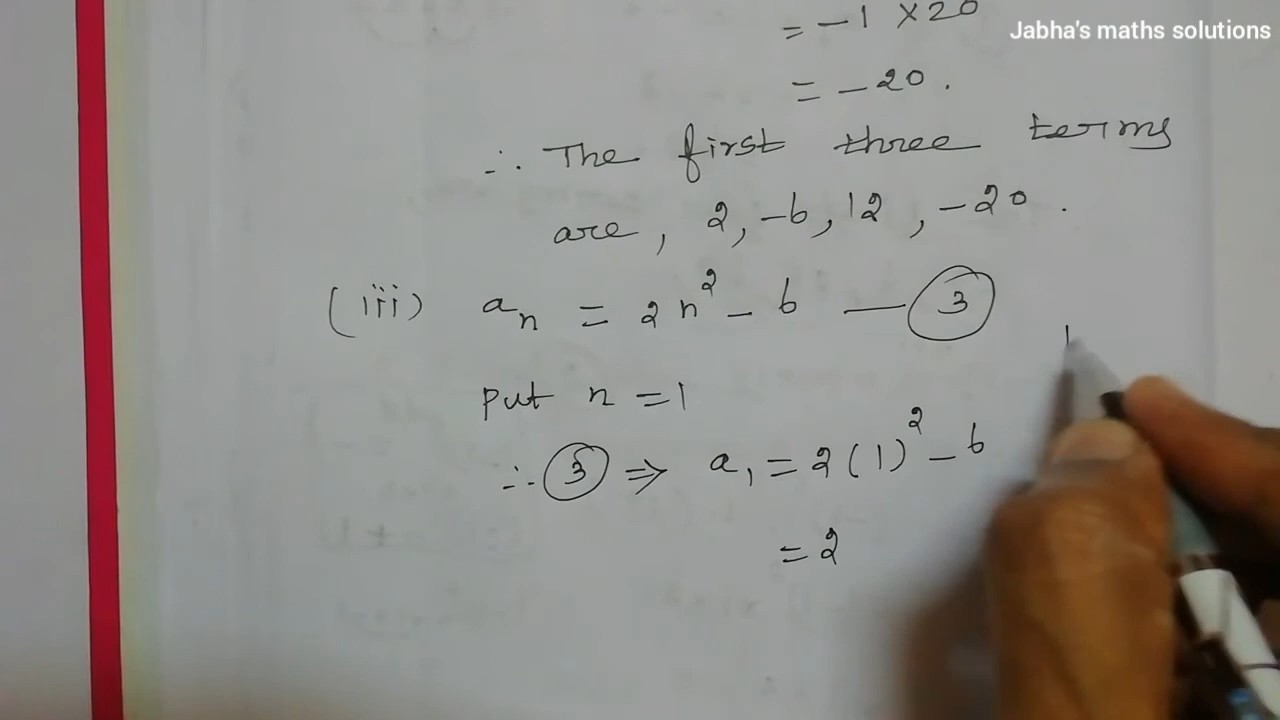 = -1 × 20
Jabha's maths solutions
= -20.
∴ The first three terms
are, 2, -6, 12, -20.
(iii) aₙ = 2n² - 6 — ③
put n = 1
∴ ③ ⇒ a₁ = 2(1)² - 6
= 2